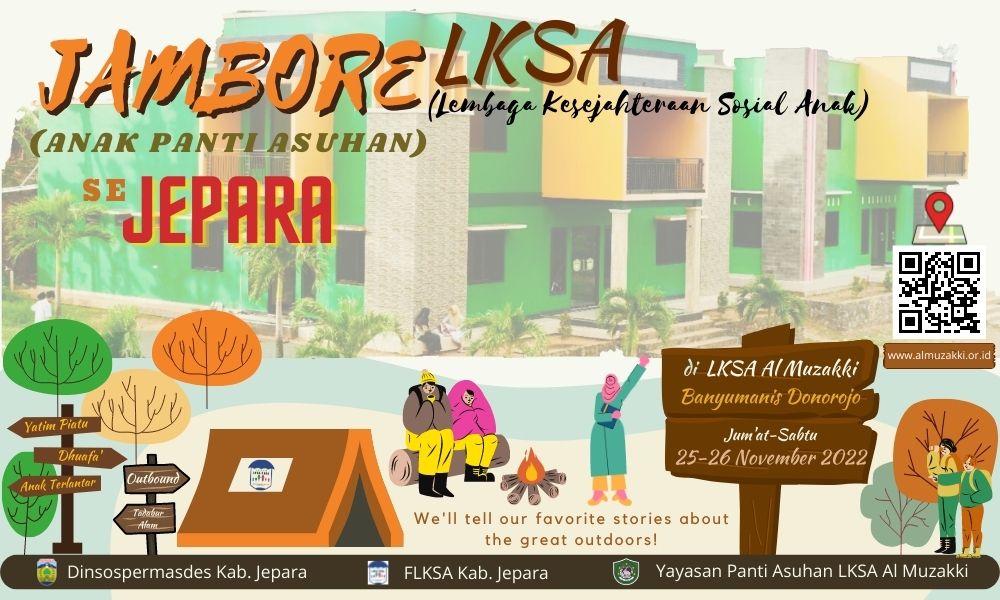 JAMBORE LKSA
(Lembaga Kesejahteraan Sosial Anak)
(ANAK PANTI ASUHAN)
SE JEPARA
www.almuzakki.or.id
di LKSA Al Muzakki
Banyumanis Donorojo
Jum'at-Sabtu
25-26 November 2022
Yatim Piatu
Dhuafa'
Anak Terlantar
Outbound
Tadabur
Alam
We'll tell our favorite stories about
the great outdoors!
Dinsospermasdes Kab. Jepara
FLKSA Kab. Jepara
Yayasan Panti Asuhan LKSA Al Muzakki